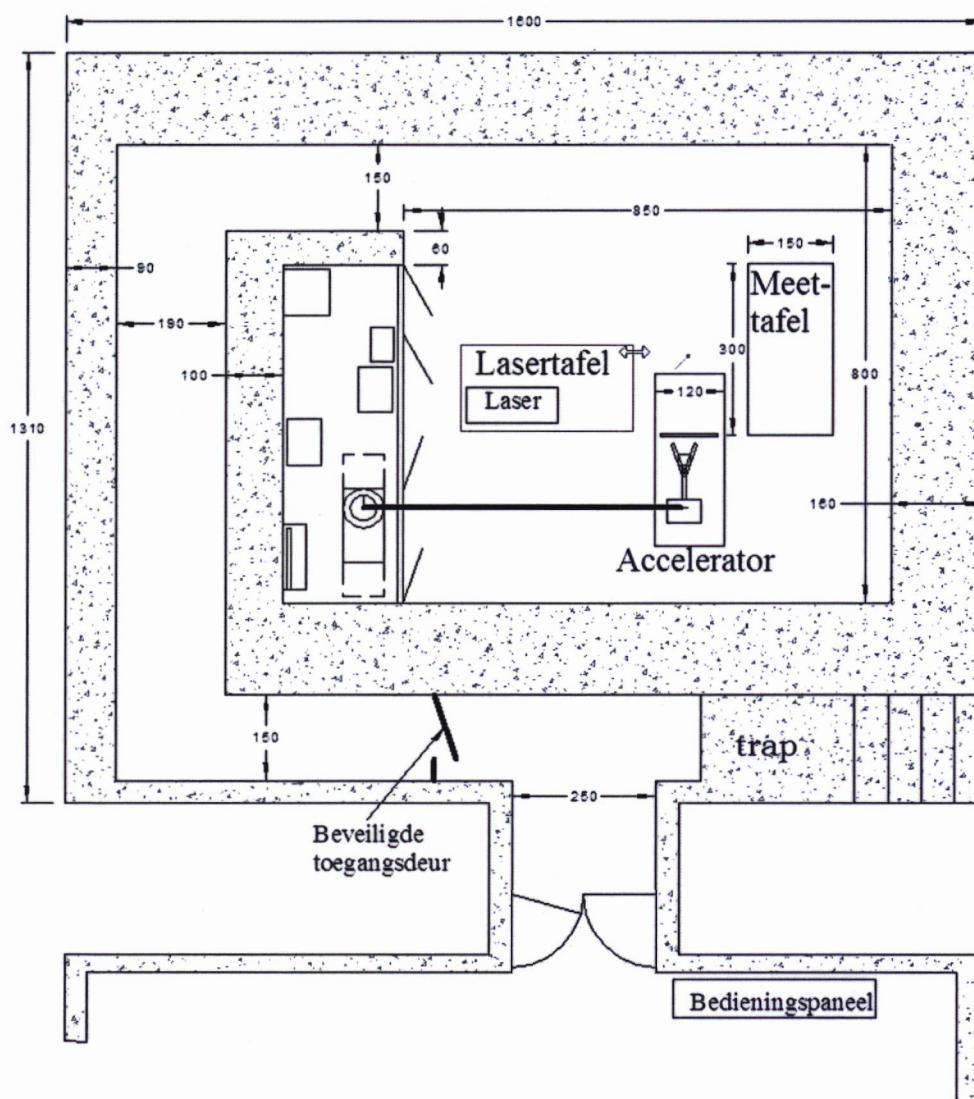 1600
150
850
60
150
90
Meet-
tafel
190
Lasertafel
300
100
800
Laser
120
1310
160
Accelerator
150
trap
250
Beveiligde
toegangsdeur
Bedieningspaneel